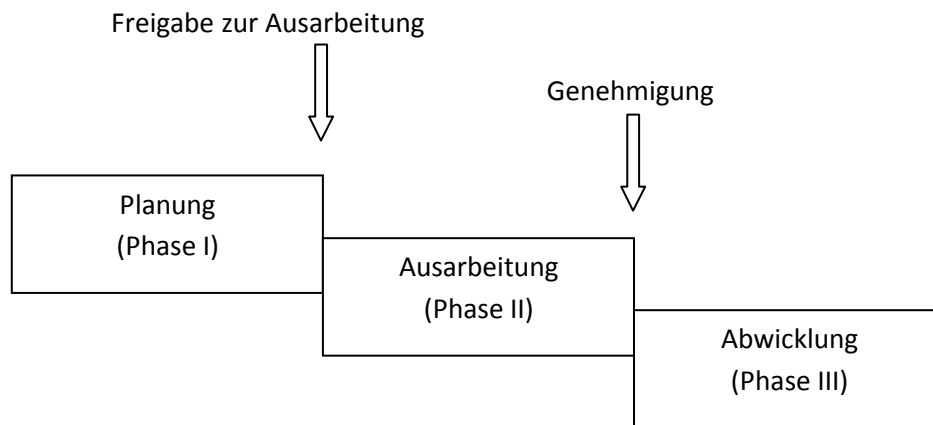 Freigabe zur Ausarbeitung
Genehmigung
Planung
(Phase I)
Ausarbeitung
(Phase II)
Abwicklung
(Phase III)